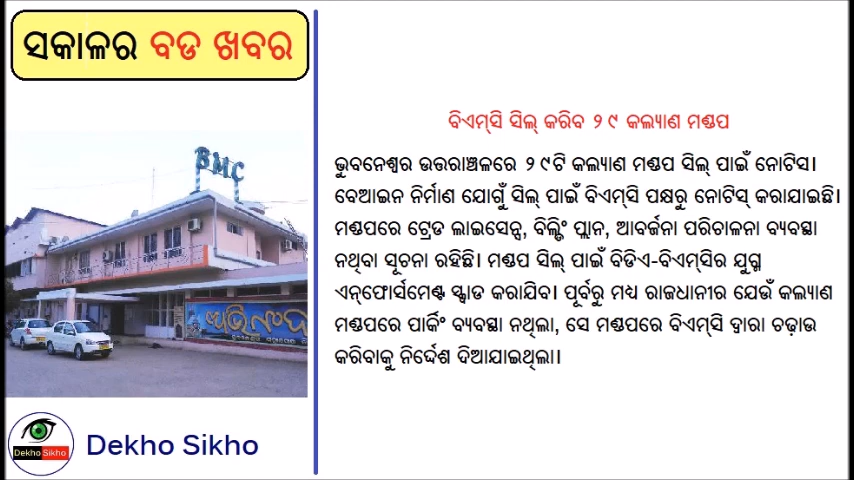 ସକାଳର ବଡ ଖବର
ବିଏମ୍‌ସି ସିଲ୍ କରିବ ୨୯ କଲ୍ୟାଣ ମଣ୍ଡପ
ଭୁବନେଶ୍ୱର ଉତ୍ତରାଞ୍ଚଳରେ ୨୯ଟି କଲ୍ୟାଣ ମଣ୍ଡପ ସିଲ୍ ପାଇଁ ନୋଟିସ।
ବେଆଇନ ନିର୍ମାଣ ଯୋଗୁଁ ସିଲ୍ ପାଇଁ ବିଏମ୍‌ସି ପକ୍ଷରୁ ନୋଟିସ୍ କରାଯାଇଛି।
ମଣ୍ଡପରେ ଟ୍ରେଡ ଲାଇସେନ୍ସ, ବିଲ୍ଡିଂ ପ୍ଲାନ, ଆବର୍କନା ପରିଚାଳନା ବ୍ୟବସ୍ଥା
ନଥିବା ସୂଚନା ରହିଛି। ମଣ୍ଡପ ସିଲ୍ ପାଇଁ ବିଡିଏ-ବିଏମ୍‌ସିର ଯୁଗ୍ମ
ଏନ୍‌ଫୋର୍ସମେଣ୍ଟ ସ୍କ୍ୱାଡ କରାଯିବ। ପୂର୍ବରୁ ମଧ୍ୟ ରାଜଧାନୀର ଯେଉଁ କଲ୍ୟାଣ
ମଣ୍ଡପରେ ପାର୍କିଂ ବ୍ୟବସ୍ଥା ନଥିଲା, ସେ ମଣ୍ଡପରେ ବିଏମ୍‌ସି ଦ୍ୱାରା ଚଢ଼ାଉ
କରିବାକୁ ନିର୍ଦ୍ଦେଶ ଦିଆଯାଇଥିଲା।
BMC
ଅଭିନଂଦ
Dekho Sikho
Dekho Sikho